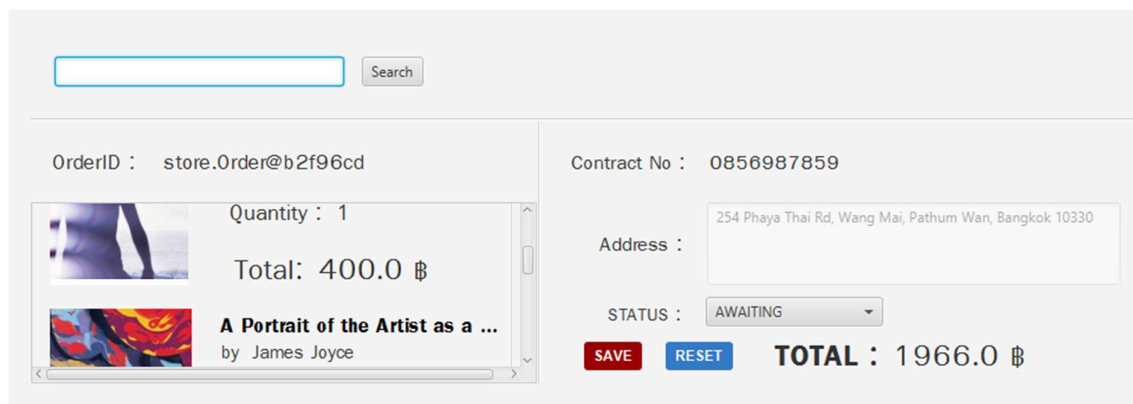 Search
OrderID : store.Order@b2f96cd
Quantity : 1
Total: 400.0 ฿
A Portrait of the Artist as a ...
by James Joyce
Contract No : 0856987859
Address : 254 Phaya Thai Rd, Wang Mai, Pathum Wan, Bangkok 10330
STATUS : AWAITING
SAVE RESET TOTAL : 1966.0 ฿